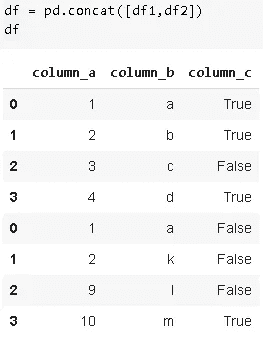 df = pd.concat([df1,df2])
df
column_a column_b column_c
0 1 a True
1 2 b True
2 3 c False
3 4 d True
0 1 a False
1 2 k False
2 9 l False
3 10 m True